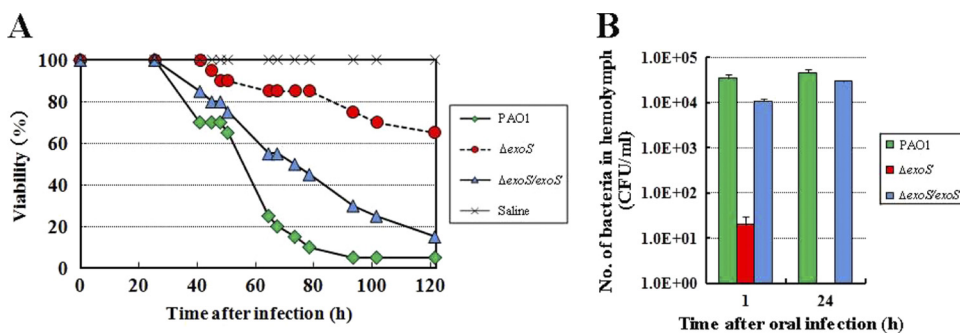 A
Viability (%)
100
80
60
40
20
0
0 20 40 60 80 100 120
Time after infection (h)
PAO1
ΔexoS
ΔexoS/exoS
Saline
B
No. of bacteria in hemolymph
(CFU/ml)
1.0E+05
1.0E+04
1.0E+03
1.0E+02
1.0E+01
1.0E+00
1 24
Time after oral infection (h)
PAO1
ΔexoS
ΔexoS/exoS